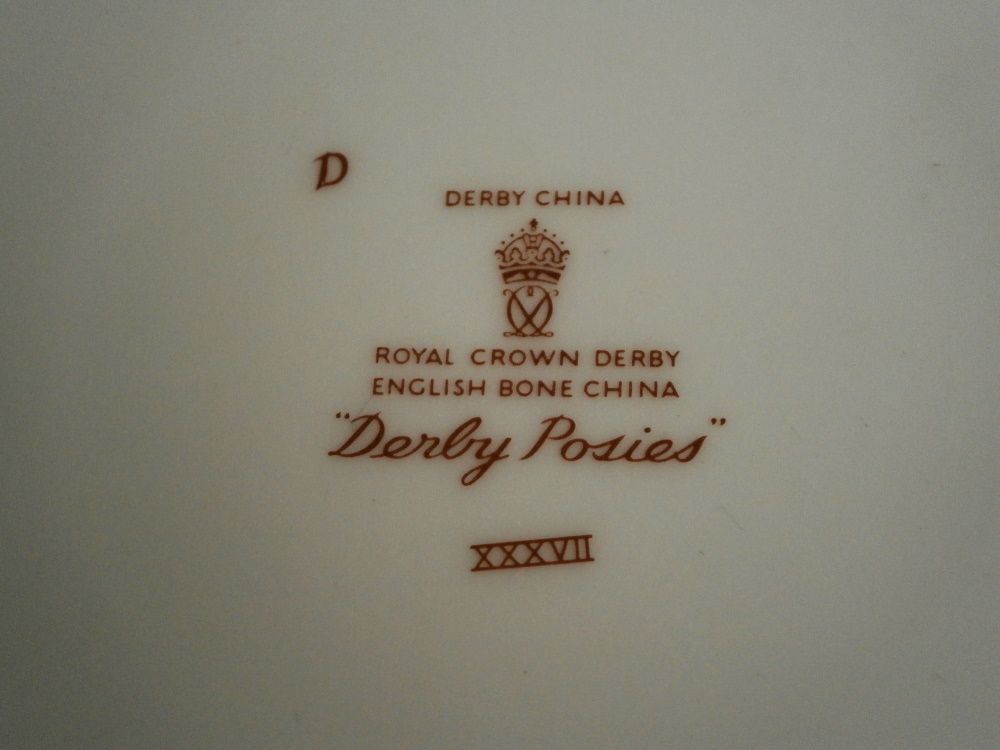 D
DERBY CHINA
ROYAL CROWN DERBY
ENGLISH BONE CHINA
"Derby Posies"
XXXVII